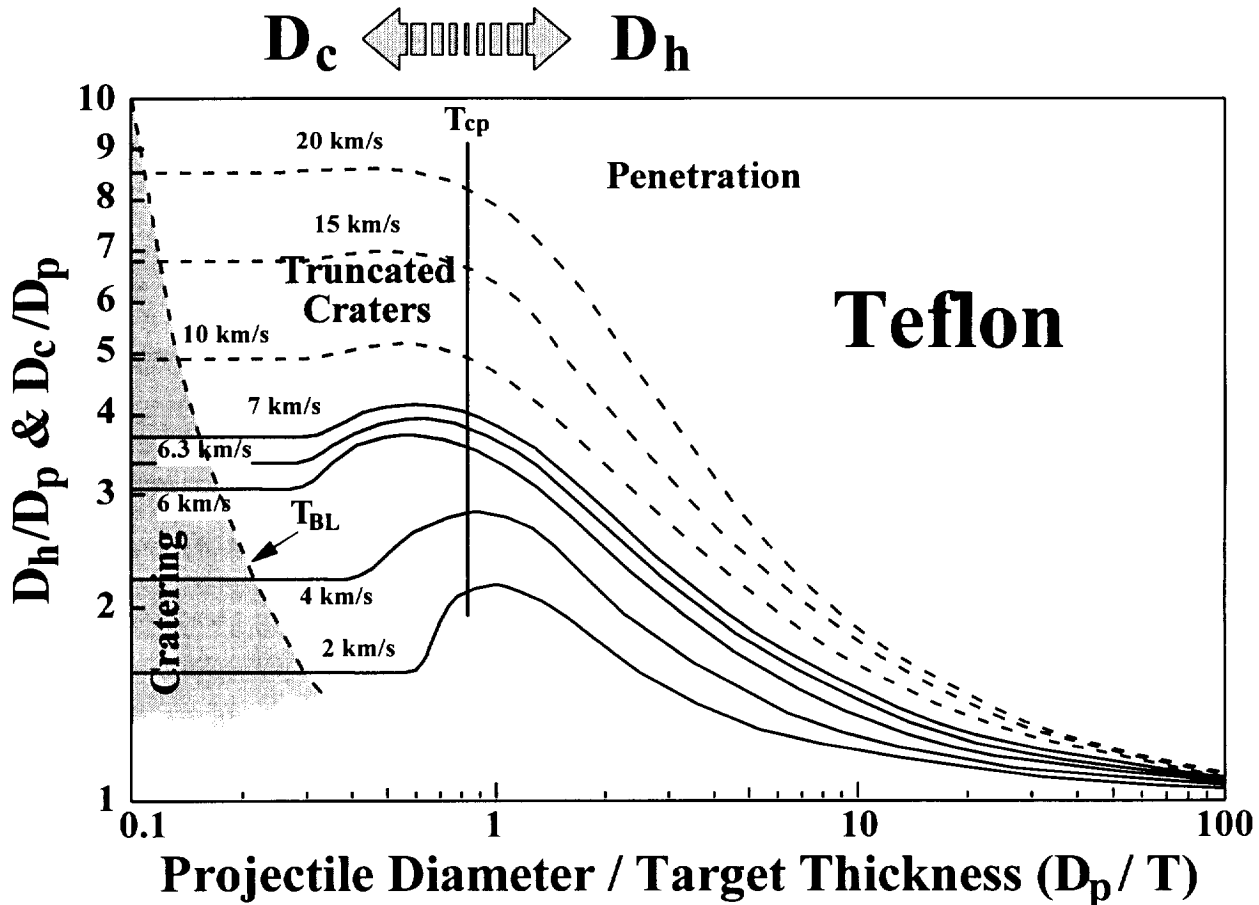 Dc Dh
10
9
8
7
6
5
4
3
2
1
0.1 1 10 100
Dh/Dp & Dc/Dp
Projectile Diameter / Target Thickness (Dp / T)
Tcp
20 km/s
Penetration
15 km/s
Truncated
Craters
Teflon
10 km/s
7 km/s
6.3 km/s
6 km/s
TBL
Cratering
4 km/s
2 km/s